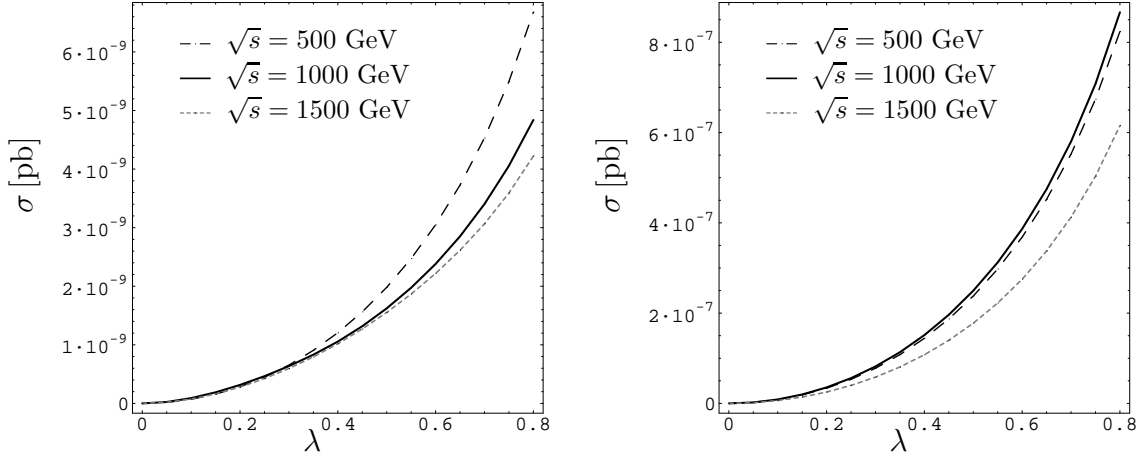 √s = 500 GeV
√s = 1000 GeV
√s = 1500 GeV
σ [pb]
6·10⁻⁹
5·10⁻⁹
4·10⁻⁹
3·10⁻⁹
2·10⁻⁹
1·10⁻⁹
0
0 0.2 0.4 0.6 0.8
λ
√s = 500 GeV
√s = 1000 GeV
√s = 1500 GeV
σ [pb]
8·10⁻⁷
6·10⁻⁷
4·10⁻⁷
2·10⁻⁷
0
0 0.2 0.4 0.6 0.8
λ